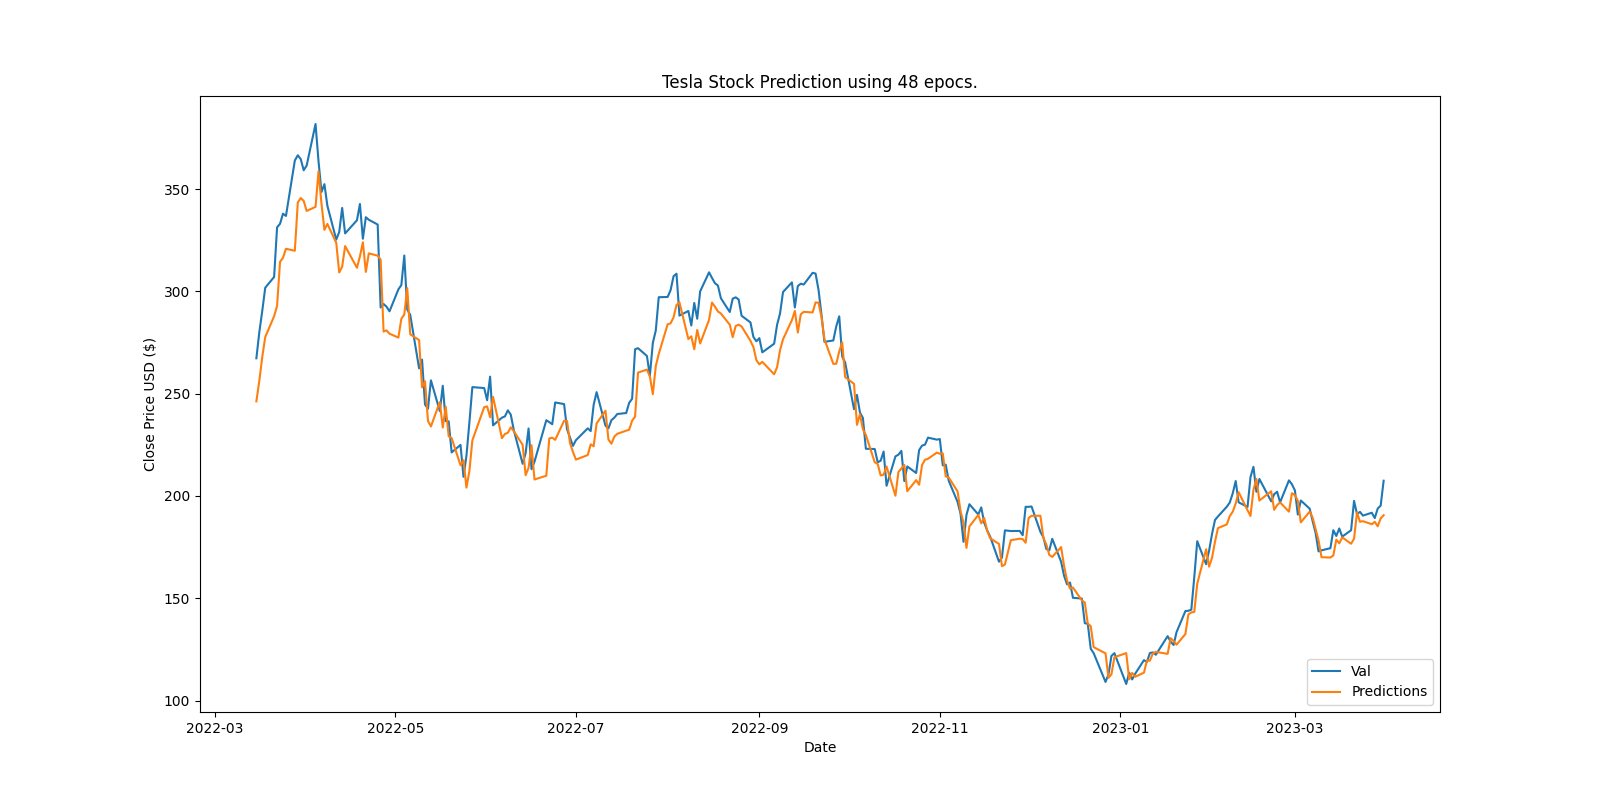 Tesla Stock Prediction using 48 epocs.
Close Price USD ($)
350
300
250
200
150
100
2022-03 2022-05 2022-07 2022-09 2022-11 2023-01 2023-03
Date
Val
Predictions